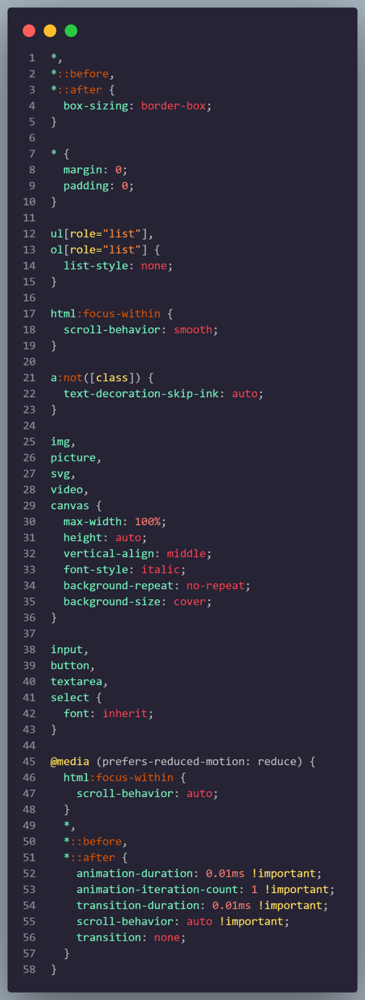 1 *,
2 *::before,
3 *::after {
4   box-sizing: border-box;
5 }
6
7 * {
8   margin: 0;
9   padding: 0;
10 }
11
12 ul[role="list"],
13 ol[role="list"] {
14   list-style: none;
15 }
16
17 html:focus-within {
18   scroll-behavior: smooth;
19 }
20
21 a:not([class]) {
22   text-decoration-skip-ink: auto;
23 }
24
25 img,
26 picture,
27 svg,
28 video,
29 canvas {
30   max-width: 100%;
31   height: auto;
32   vertical-align: middle;
33   font-style: italic;
34   background-repeat: no-repeat;
35   background-size: cover;
36 }
37
38 input,
39 button,
40 textarea,
41 select {
42   font: inherit;
43 }
44
45 @media (prefers-reduced-motion: reduce) {
46   html:focus-within {
47     scroll-behavior: auto;
48   }
49   *,
50   *::before,
51   *::after {
52     animation-duration: 0.01ms !important;
53     animation-iteration-count: 1 !important;
54     transition-duration: 0.01ms !important;
55     scroll-behavior: auto !important;
56     transition: none;
57   }
58 }